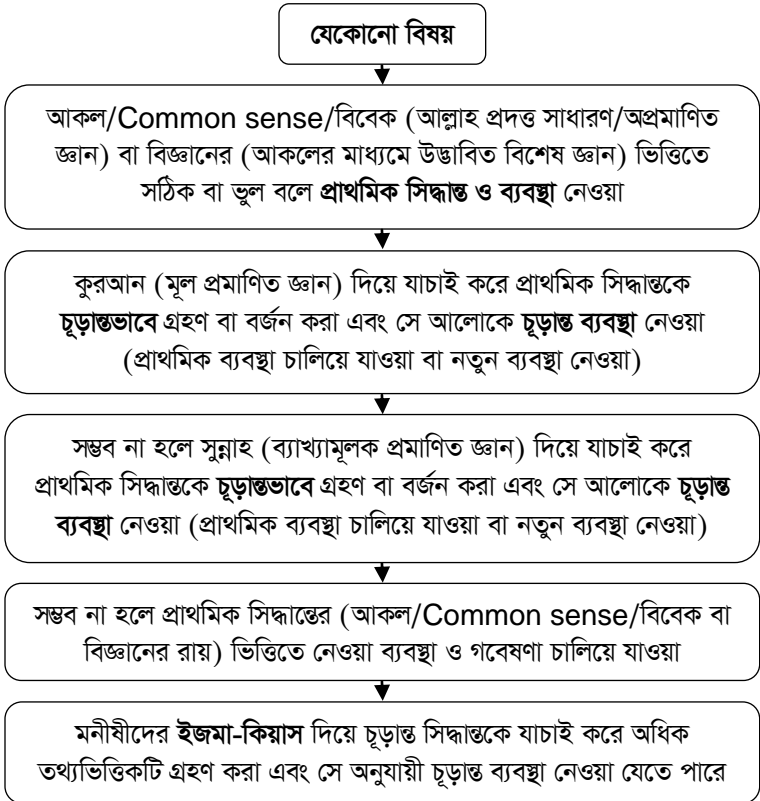 যেকোনো বিষয়
আকল/Common sense/বিবেক (আল্লাহ প্রদত্ত সাধারণ/অপ্রমাণিত
জ্ঞান) বা বিজ্ঞানের (আকলের মাধ্যমে উদ্ভাবিত বিশেষ জ্ঞান) ভিত্তিতে
সঠিক বা ভুল বলে প্রাথমিক সিদ্ধান্ত ও ব্যবস্থা নেওয়া
কুরআন (মূল প্রমাণিত জ্ঞান) দিয়ে যাচাই করে প্রাথমিক সিদ্ধান্তকে
চূড়ান্তভাবে গ্রহণ বা বর্জন করা এবং সে আলোকে চূড়ান্ত ব্যবস্থা নেওয়া
(প্রাথমিক ব্যবস্থা চালিয়ে যাওয়া বা নতুন ব্যবস্থা নেওয়া)
সম্ভব না হলে সুন্নাহ (ব্যাখ্যামূলক প্রমাণিত জ্ঞান) দিয়ে যাচাই করে
প্রাথমিক সিদ্ধান্তকে চূড়ান্তভাবে গ্রহণ বা বর্জন করা এবং সে আলোকে চূড়ান্ত
ব্যবস্থা নেওয়া (প্রাথমিক ব্যবস্থা চালিয়ে যাওয়া বা নতুন ব্যবস্থা নেওয়া)
সম্ভব না হলে প্রাথমিক সিদ্ধান্তের (আকল/Common sense/বিবেক বা
বিজ্ঞানের রায়) ভিত্তিতে নেওয়া ব্যবস্থা ও গবেষণা চালিয়ে যাওয়া
মনীষীদের ইজমা-কিয়াস দিয়ে চূড়ান্ত সিদ্ধান্তকে যাচাই করে অধিক
তথ্যভিত্তিকটি গ্রহণ করা এবং সে অনুযায়ী চূড়ান্ত ব্যবস্থা নেওয়া যেতে পারে